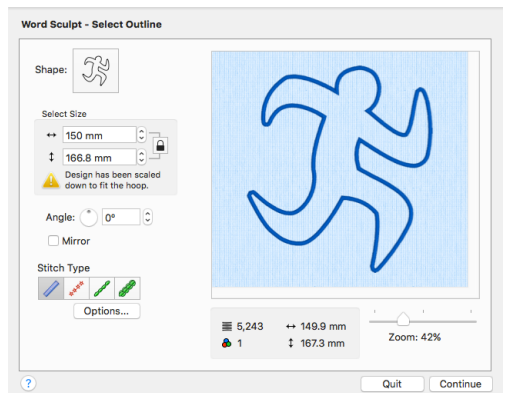 Word Sculpt - Select Outline
Shape:
Select Size
150 mm
166.8 mm
Design has been scaled
down to fit the hoop.
Angle: 0°
Mirror
Stitch Type
Options...
5,243 149.9 mm
1 167.3 mm
Zoom: 42%
? Quit Continue